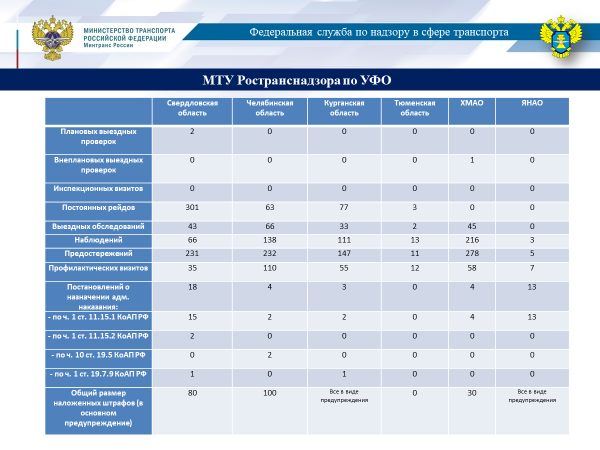 МИНИСТЕРСТВО ТРАНСПОРТА
РОССИЙСКОЙ ФЕДЕРАЦИИ
Минтранс России
Федеральная служба по надзору в сфере транспорта
МТУ Ространснадзора по УФО
Свердловская область Челябинская область Курганская область Тюменская область ХМАО ЯНАО
Плановых выездных проверок 2 0 0 0 0 0
Внеплановых выездных проверок 0 0 0 0 1 0
Инспекционных визитов 0 0 0 0 0 0
Постоянных рейдов 301 63 77 3 0 0
Выездных обследований 43 66 33 2 45 0
Наблюдений 66 138 111 13 216 3
Предостережений 231 232 147 11 278 5
Профилактических визитов 35 110 55 12 58 7
Постановлений о назначении адм. наказания: 18 4 3 0 4 13
- по ч. 1 ст. 11.15.1 КоАП РФ 15 2 2 0 4 13
- по ч. 1 ст. 11.15.2 КоАП РФ 2 0 0 0 0 0
- по ч. 10 ст. 19.5 КоАП РФ 0 2 0 0 0 0
- по ч. 1 ст. 19.7.9 КоАП РФ 1 0 1 0 0 0
Общий размер наложенных штрафов (в основном предупреждение) 80 100 Все в виде предупреждения 0 30 Все в виде предупреждения